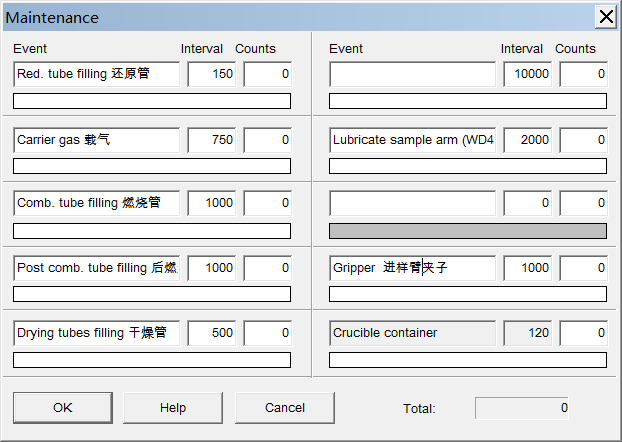 Maintenance
Event Interval Counts
Red. tube filling 还原管 150 0
Carrier gas 载气 750 0
Comb. tube filling 燃烧管 1000 0
Post comb. tube filling 后燃 1000 0
Drying tubes filling 干燥管 500 0
Event Interval Counts
10000 0
Lubricate sample arm (WD4 2000 0
0 0
Gripper 进样臂夹子 1000 0
Crucible container 120 0
OK Help Cancel Total: 0